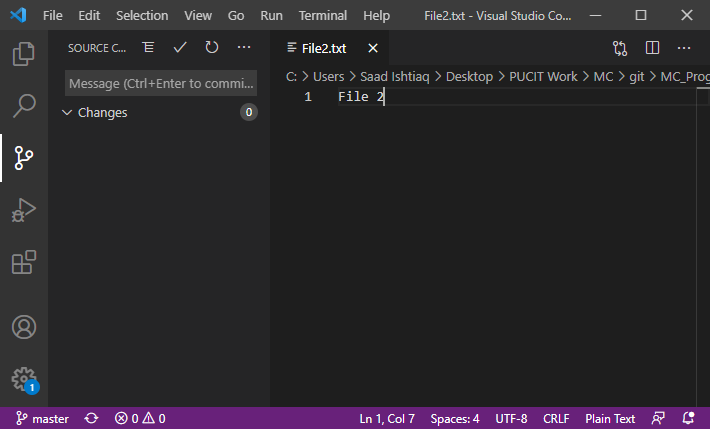 File Edit Selection View Go Run Terminal Help File2.txt - Visual Studio Co...
SOURCE C...
File2.txt
Message (Ctrl+Enter to commi...
C: > Users > Saad Ishtiaq > Desktop > PUCIT Work > MC > git > MC_Prog
1 File 2
Changes 0
1
master 0 0 Ln 1, Col 7 Spaces: 4 UTF-8 CRLF Plain Text